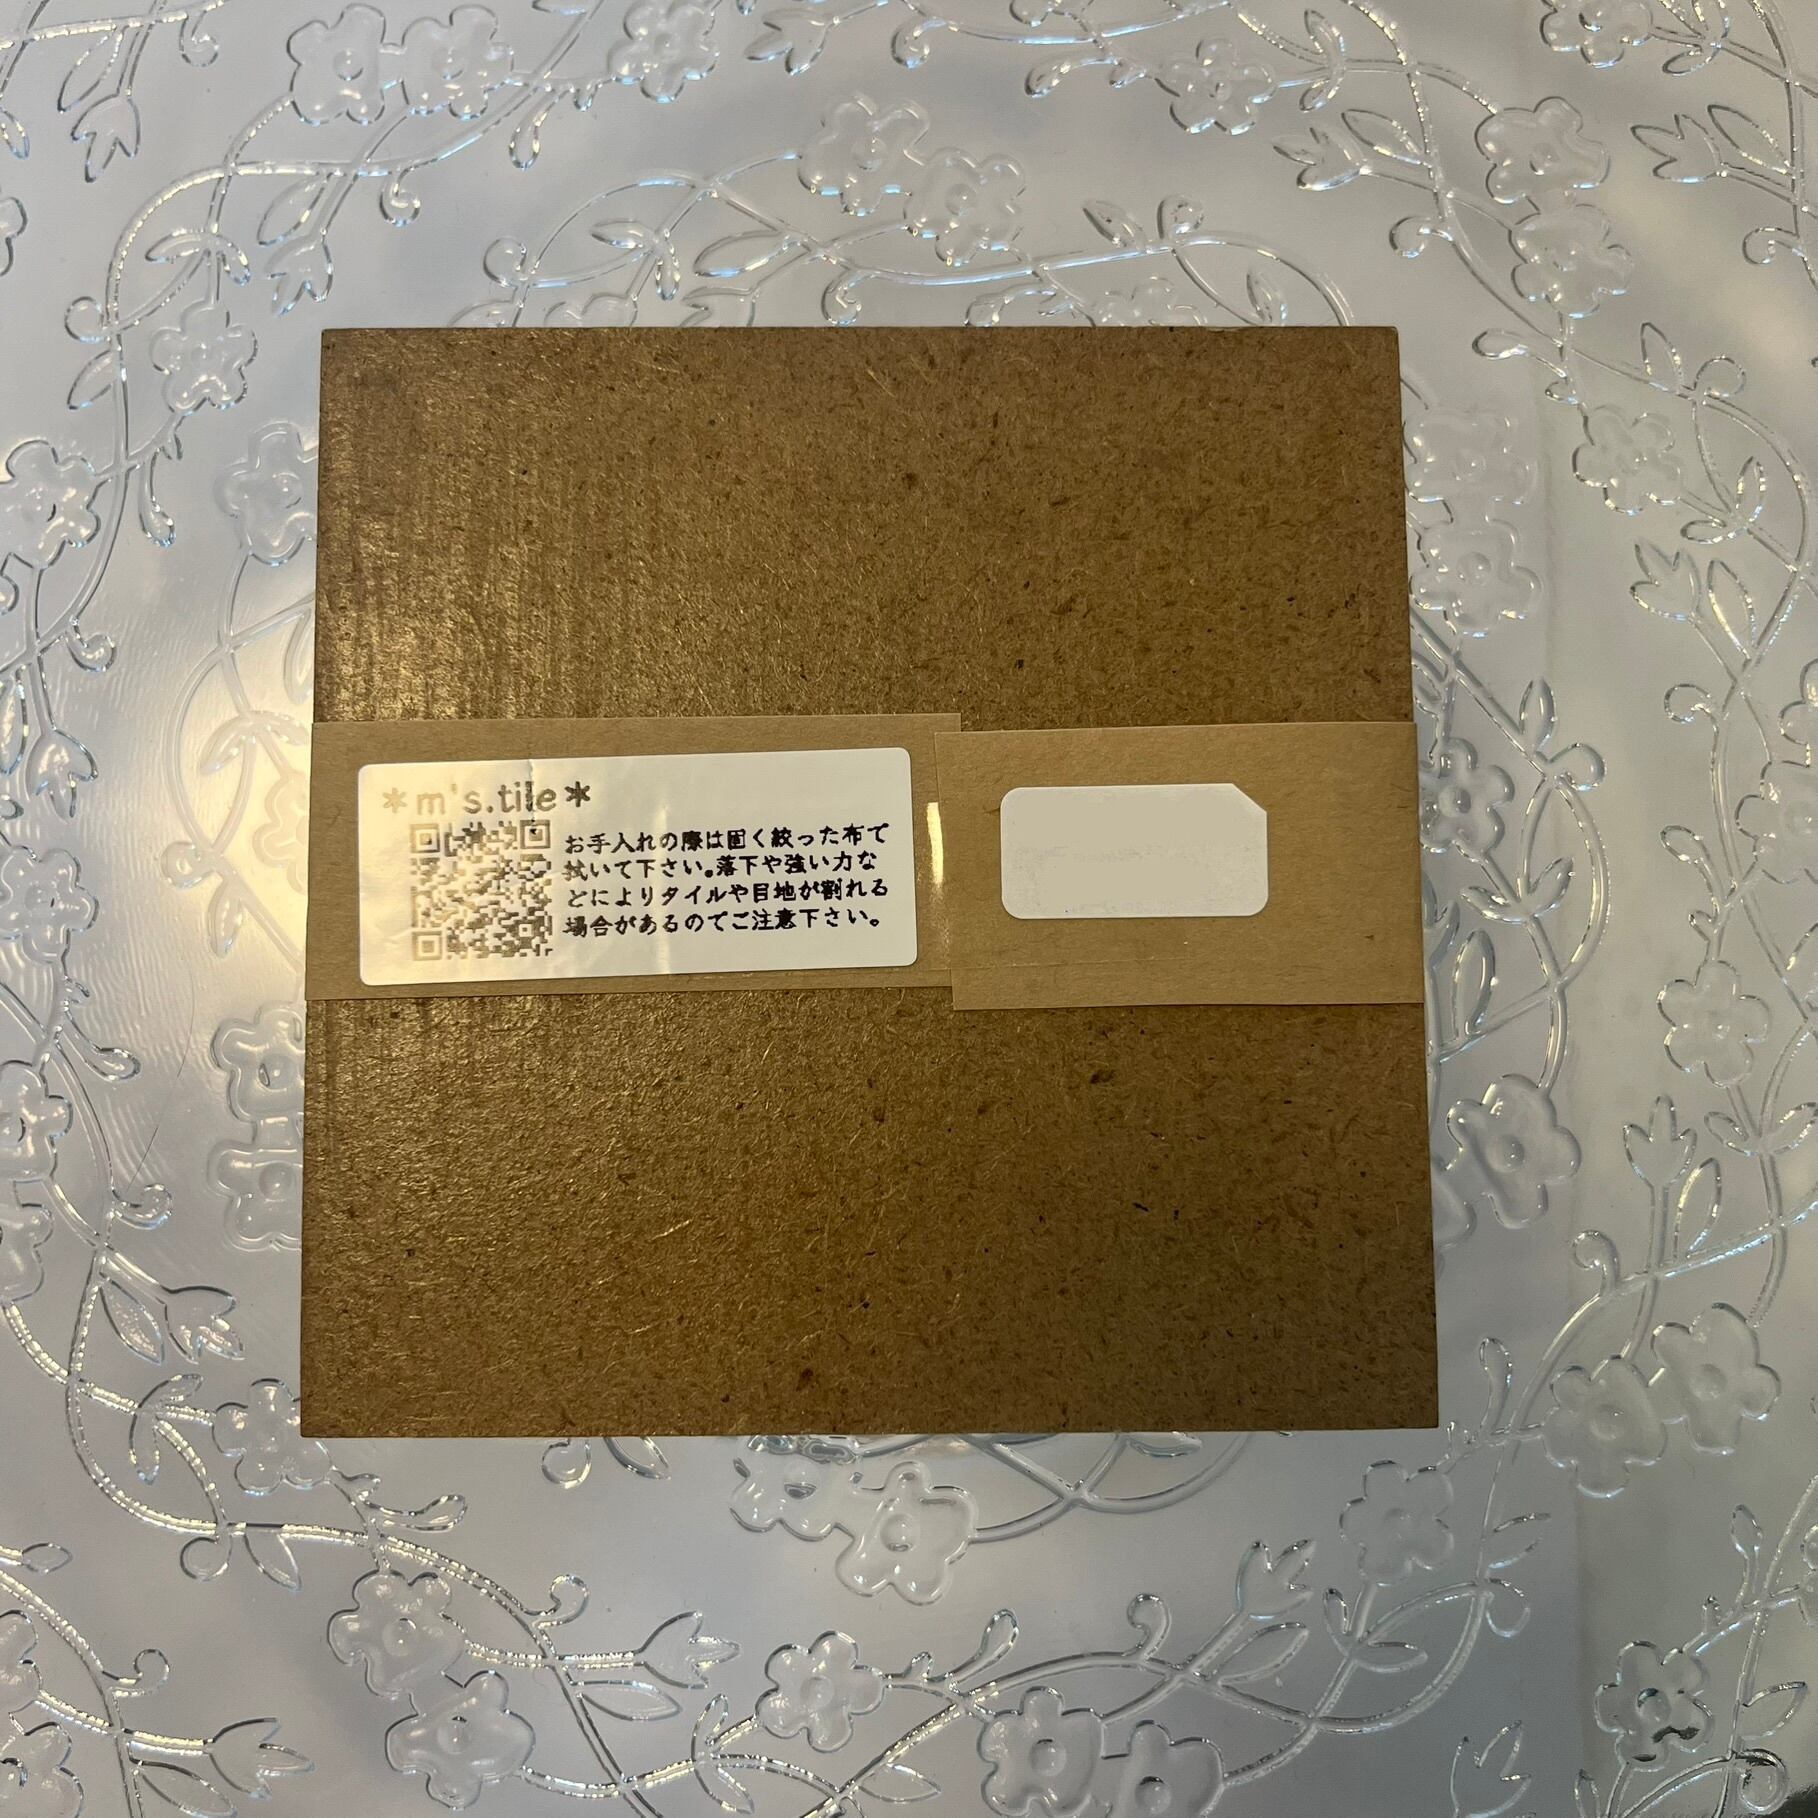 *m's.tile*
お手入れの際は固く絞った布で
拭いて下さい。落下や強い力な
どによりタイルや目地が割れる
場合があるのでご注意下さい。